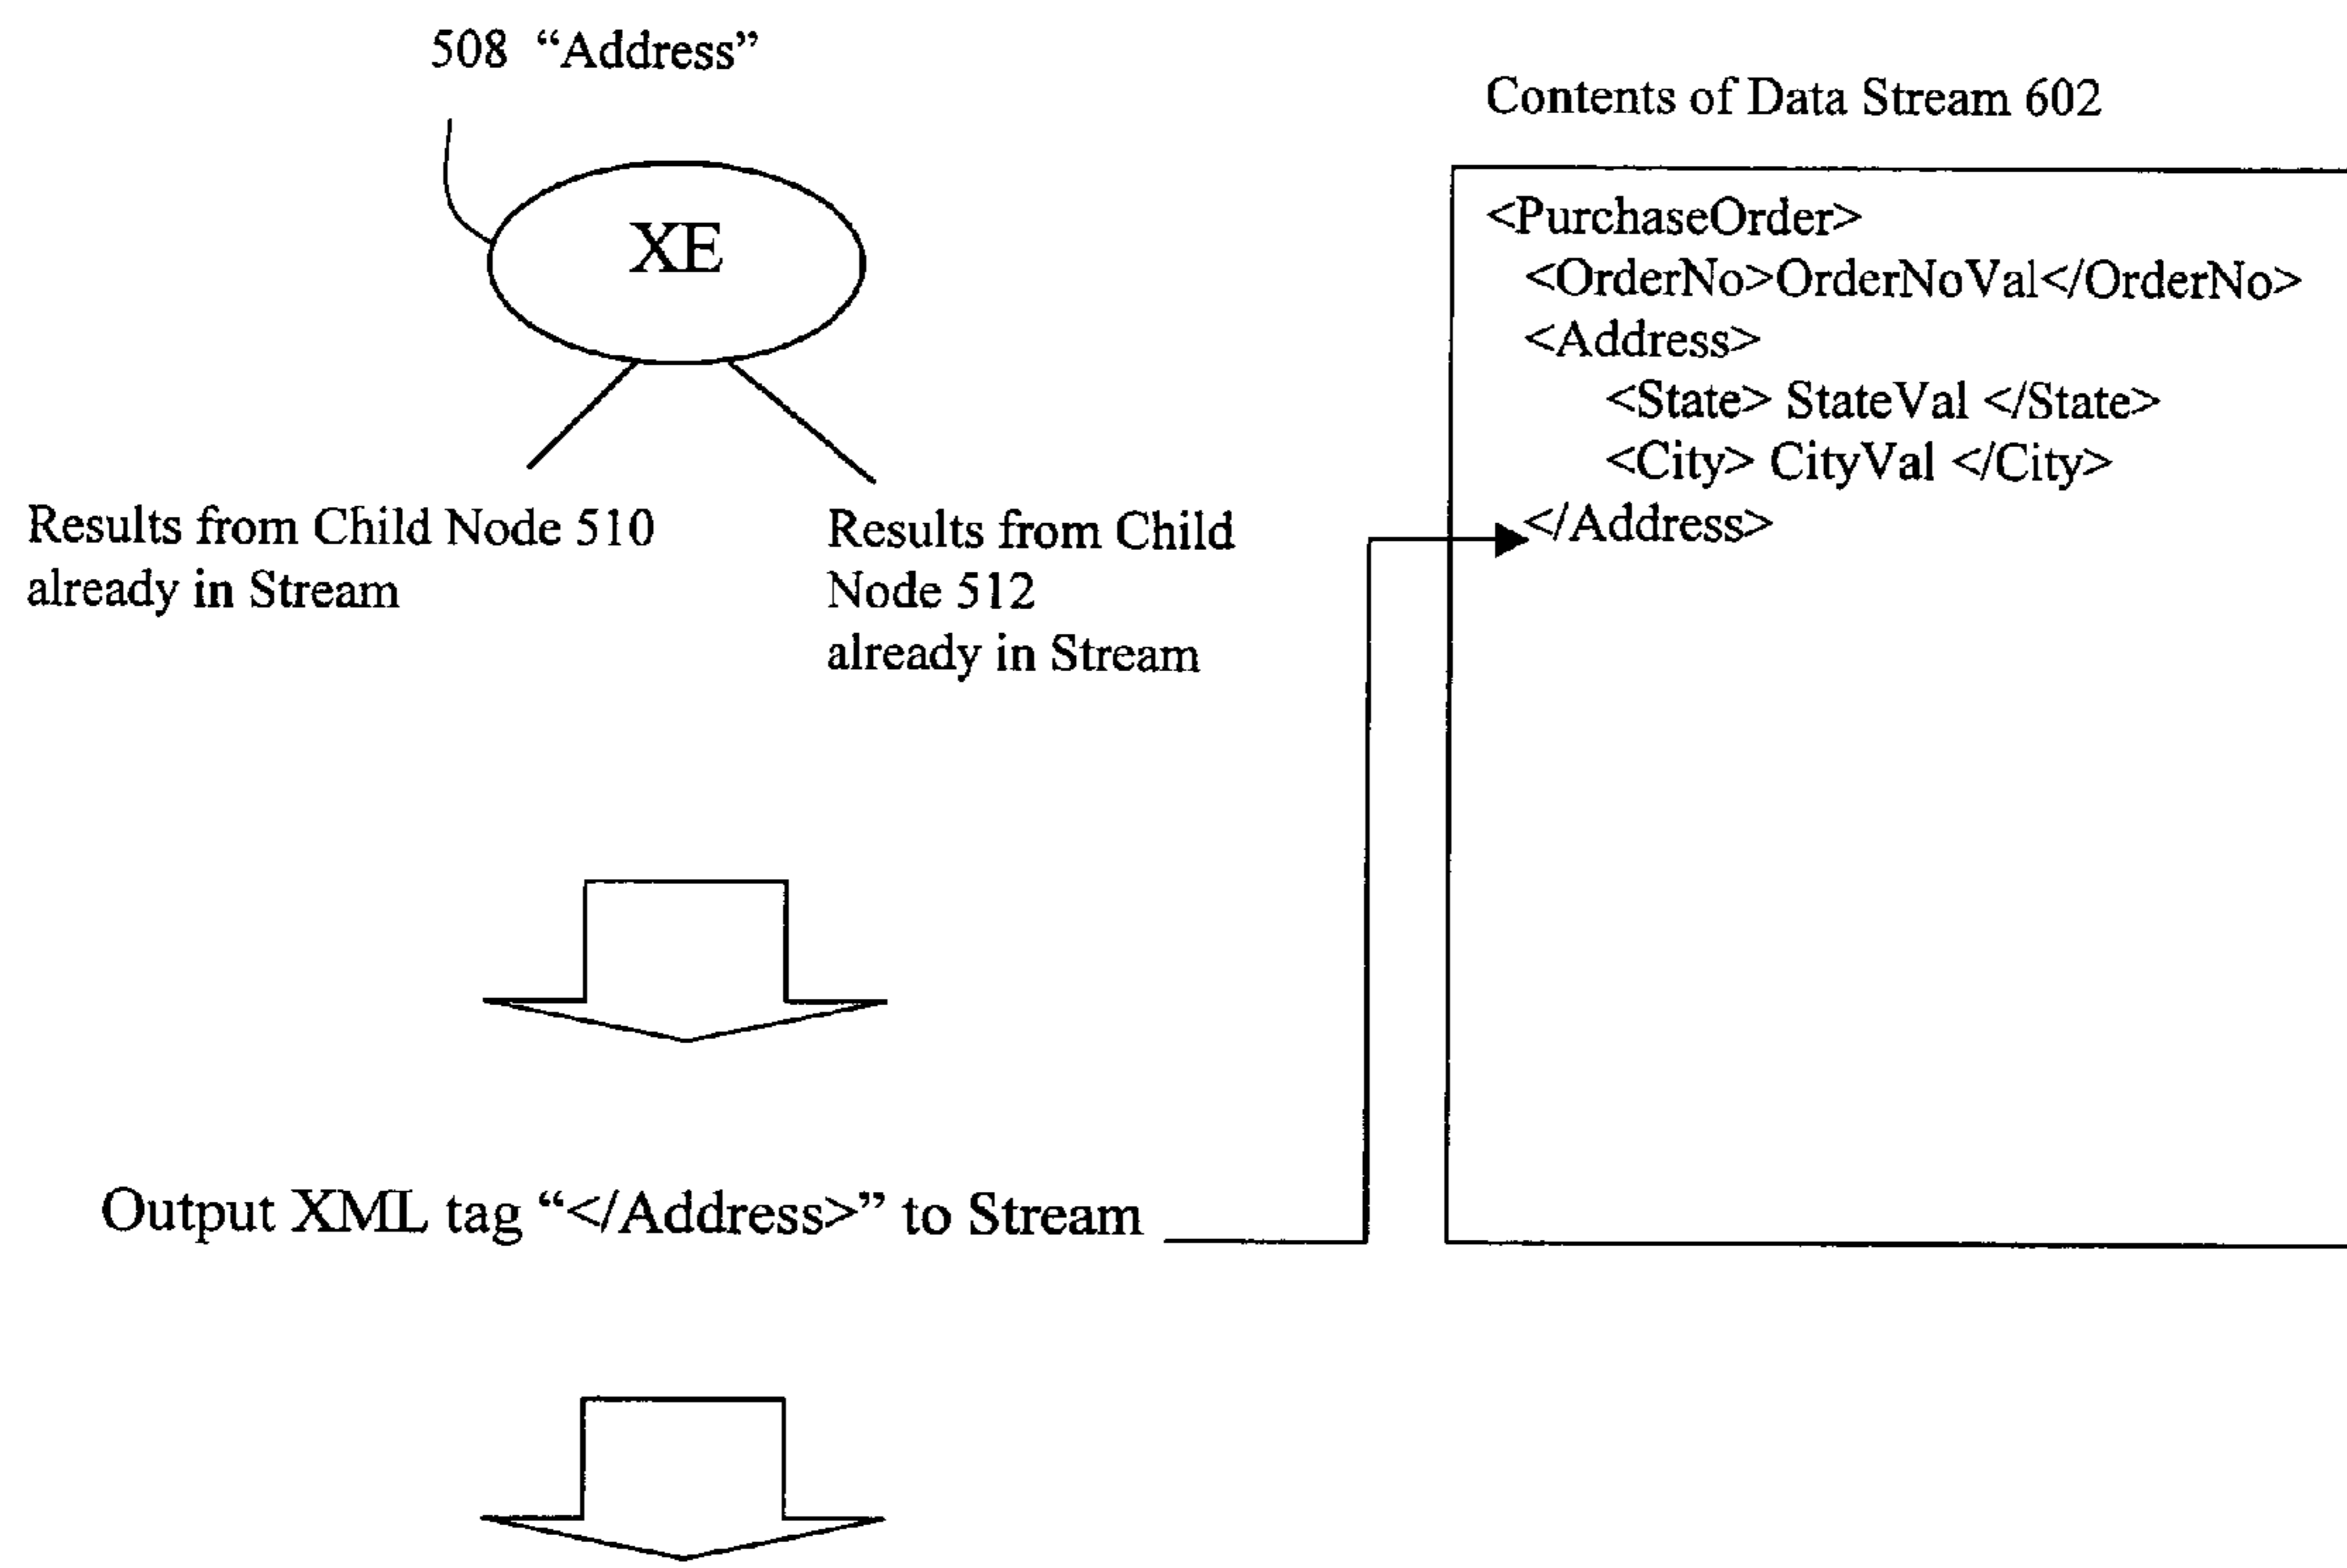 508 “Address”
XE
Results from Child Node 510
already in Stream
Results from Child
Node 512
already in Stream
Output XML tag “</Address>” to Stream
Contents of Data Stream 602
<PurchaseOrder>
<OrderNo>OrderNoVal</OrderNo>
<Address>
<State> StateVal </State>
<City> CityVal </City>
</Address>